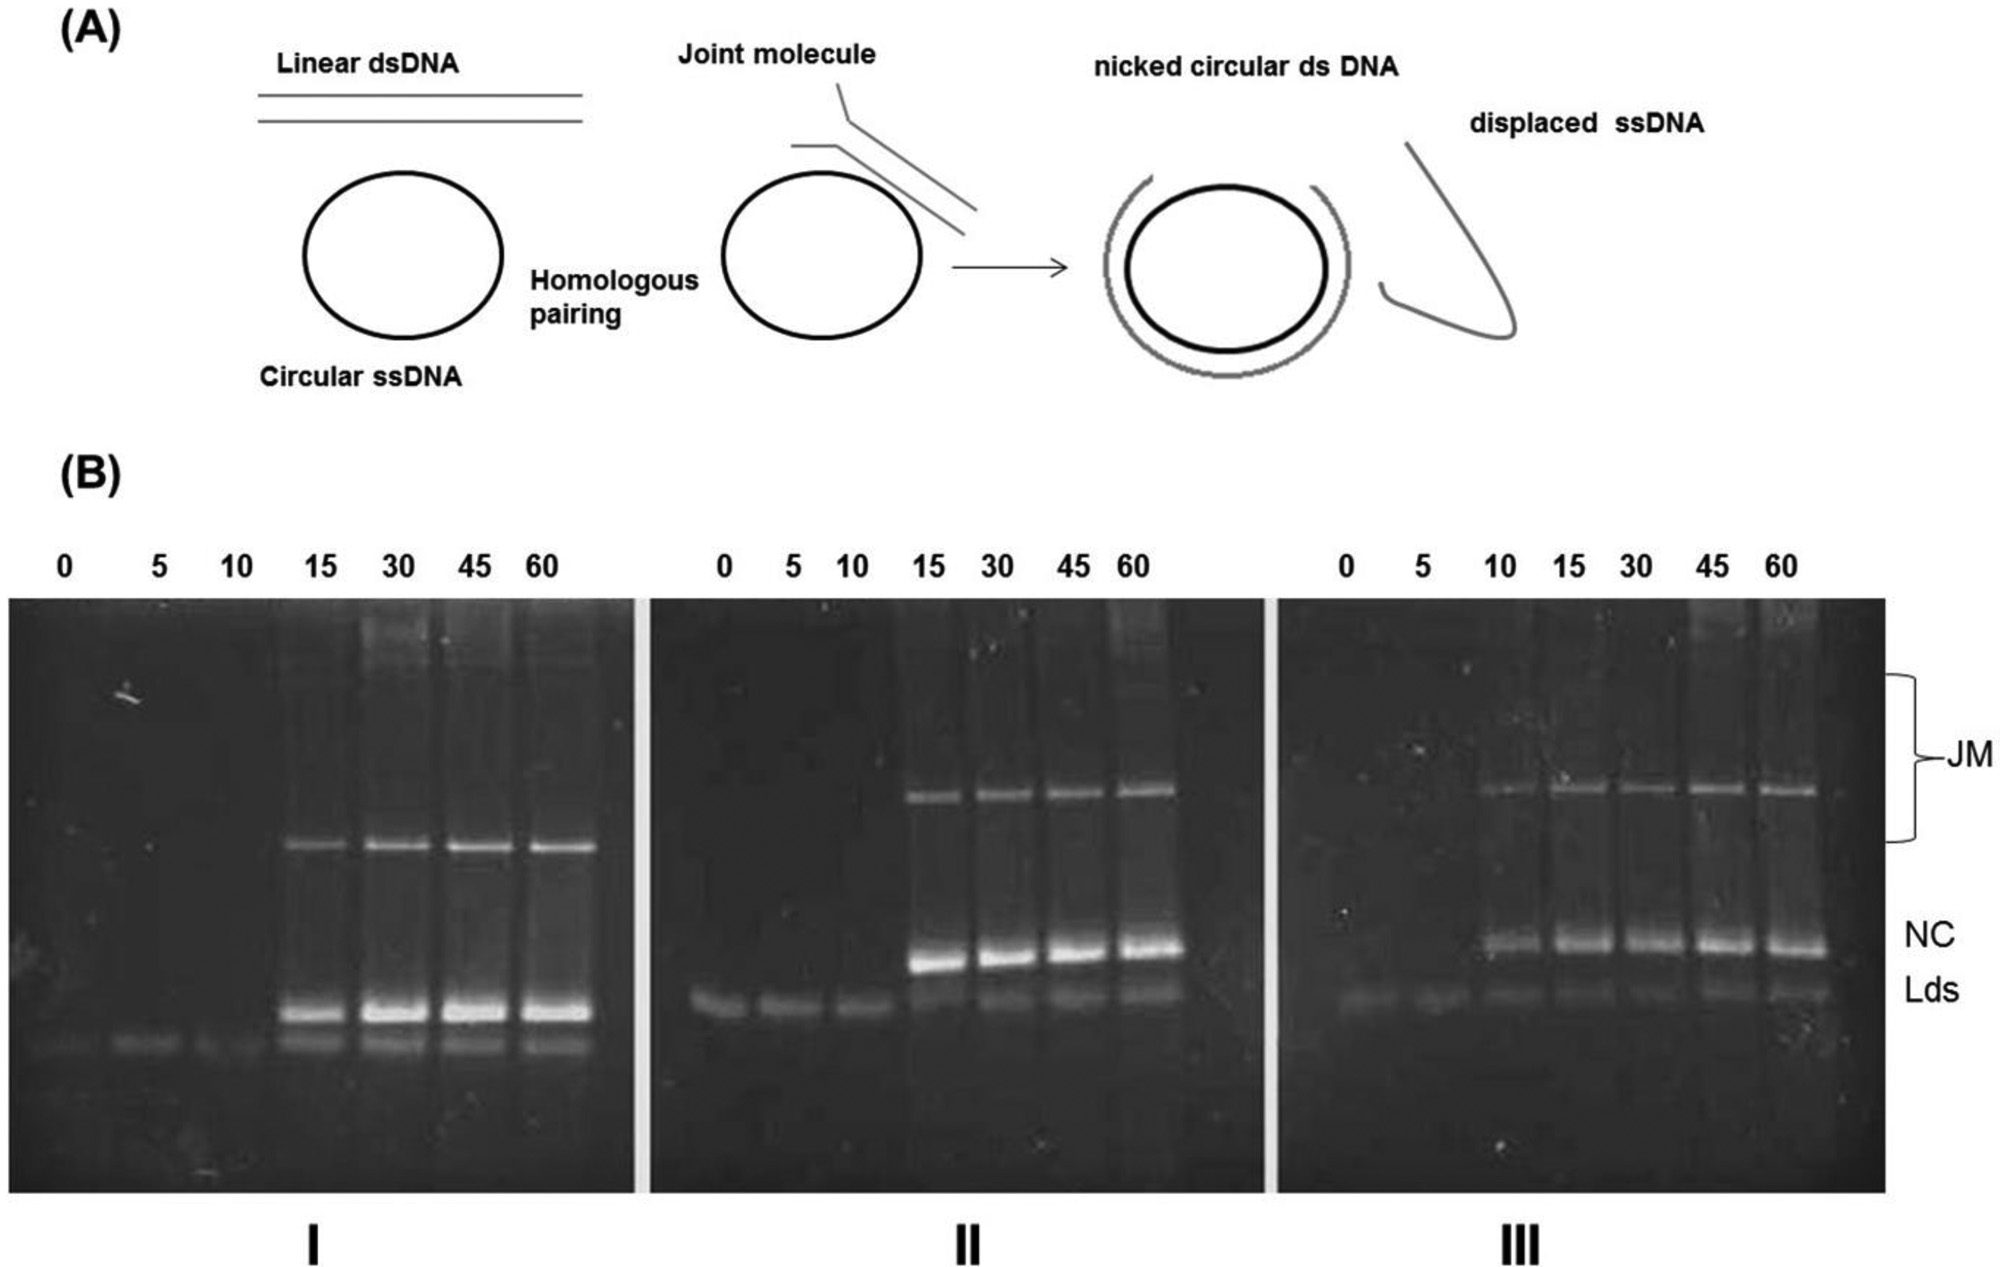 (A)
Linear dsDNA
Joint molecule
nicked circular ds DNA
displaced ssDNA
Homologous
pairing
Circular ssDNA
(B)
0 5 10 15 30 45 60
0 5 10 15 30 45 60
0 5 10 15 30 45 60
JM
NC
Lds
I
II
III